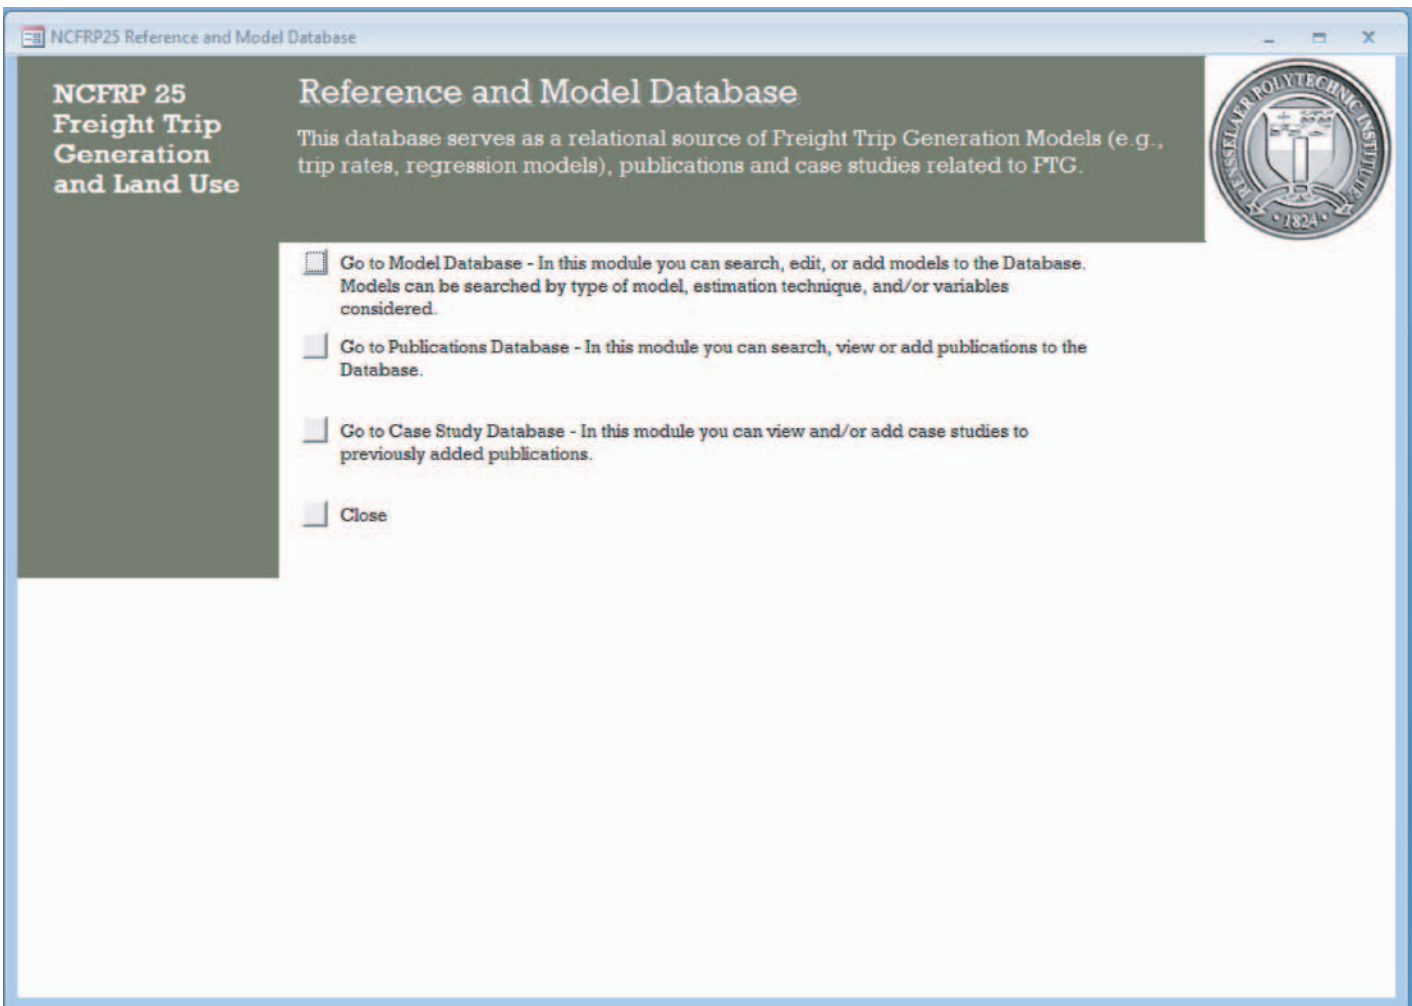 NCFRP25 Reference and Model Database
NCFRP 25
Freight Trip
Generation
and Land Use
Reference and Model Database
This database serves as a relational source of Freight Trip Generation Models (e.g.,
trip rates, regression models), publications and case studies related to FTG.
RENSSELAER POLYTECHNIC INSTITUTE
1824
Go to Model Database - In this module you can search, edit, or add models to the Database.
Models can be searched by type of model, estimation technique, and/or variables
considered.
Go to Publications Database - In this module you can search, view or add publications to the
Database.
Go to Case Study Database - In this module you can view and/or add case studies to
previously added publications.
Close